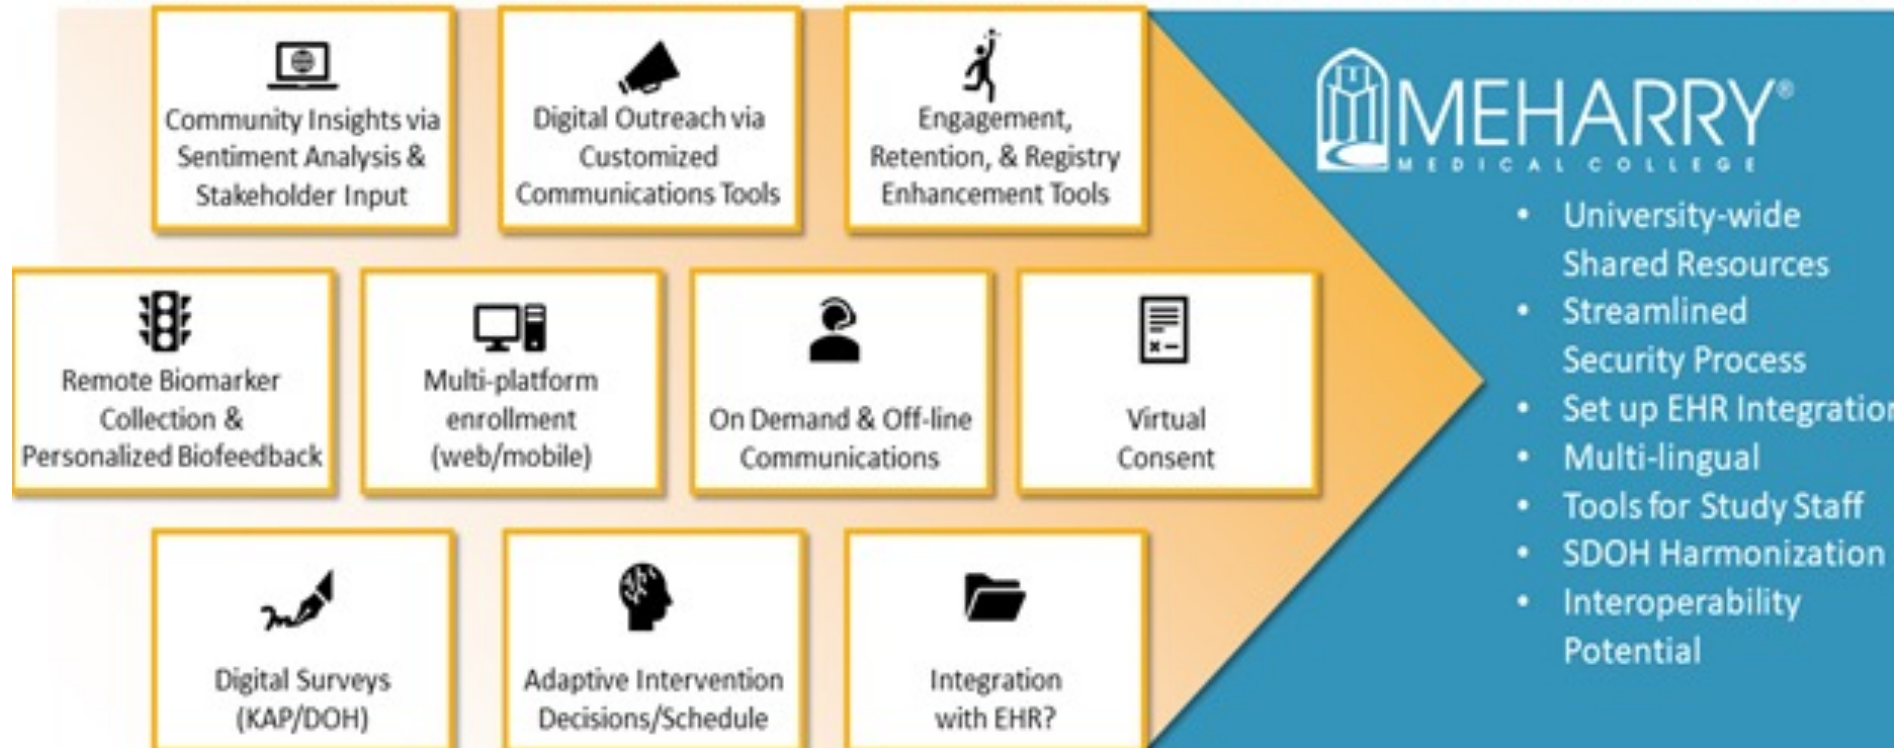 Community Insights via
Sentiment Analysis &
Stakeholder Input
Digital Outreach via
Customized
Communications Tools
Engagement,
Retention, & Registry
Enhancement Tools
Remote Biomarker
Collection &
Personalized Biofeedback
Multi-platform
enrollment
(web/mobile)
On Demand & Off-line
Communications
Virtual
Consent
Digital Surveys
(KAP/DOH)
Adaptive Intervention
Decisions/Schedule
Integration
with EHR?
MEHARRY®
MEDICAL COLLEGE
• University-wide
Shared Resources
• Streamlined
Security Process
• Set up EHR Integration
• Multi-lingual
• Tools for Study Staff
• SDOH Harmonization
• Interoperability
Potential